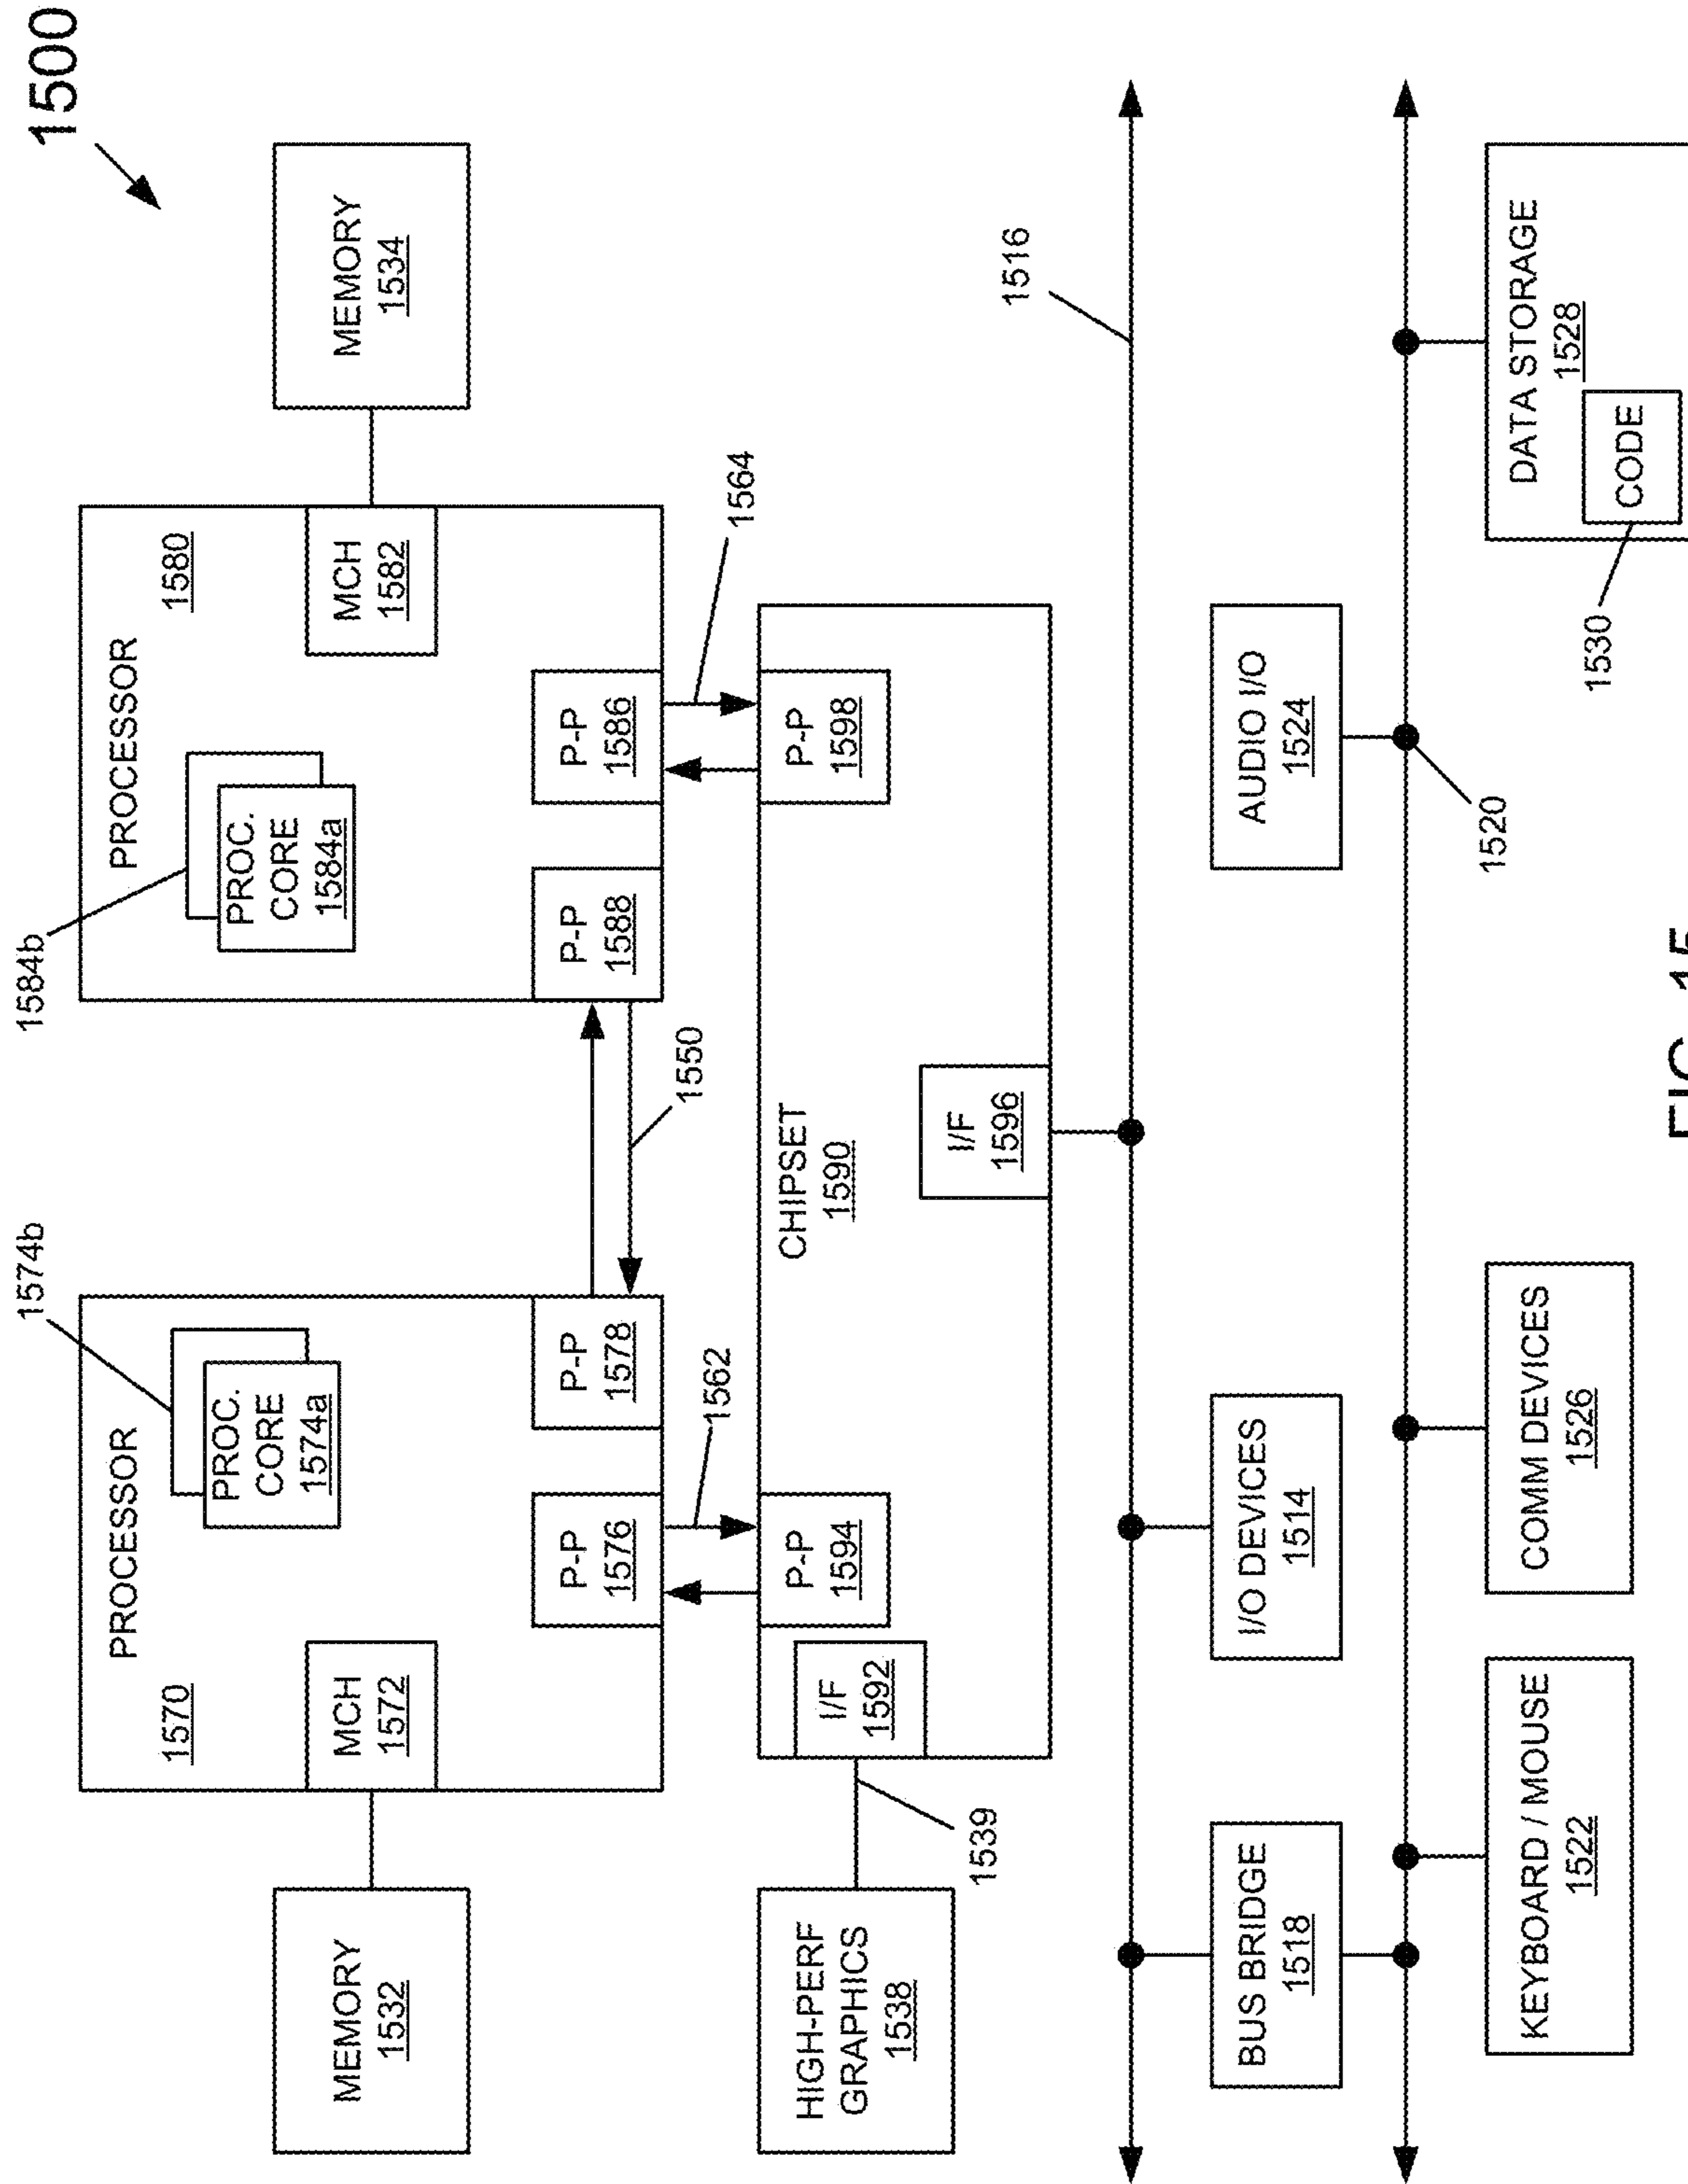 1500
1574b
1584b
PROCESSOR
1570
PROC.
CORE
1574a
MCH
1572
P-P
1576
P-P
1578
MEMORY
1532
PROCESSOR
1580
PROC.
CORE
1584a
MCH
1582
P-P
1588
P-P
1586
MEMORY
1534
1550
1562
1564
HIGH-PERF
GRAPHICS
1538
1539
I/F
1592
P-P
1594
CHIPSET
1590
P-P
1598
I/F
1596
1516
BUS BRIDGE
1518
I/O DEVICES
1514
AUDIO I/O
1524
1520
KEYBOARD / MOUSE
1522
COMM DEVICES
1526
DATA STORAGE
1528
CODE
1530
FIG. 15